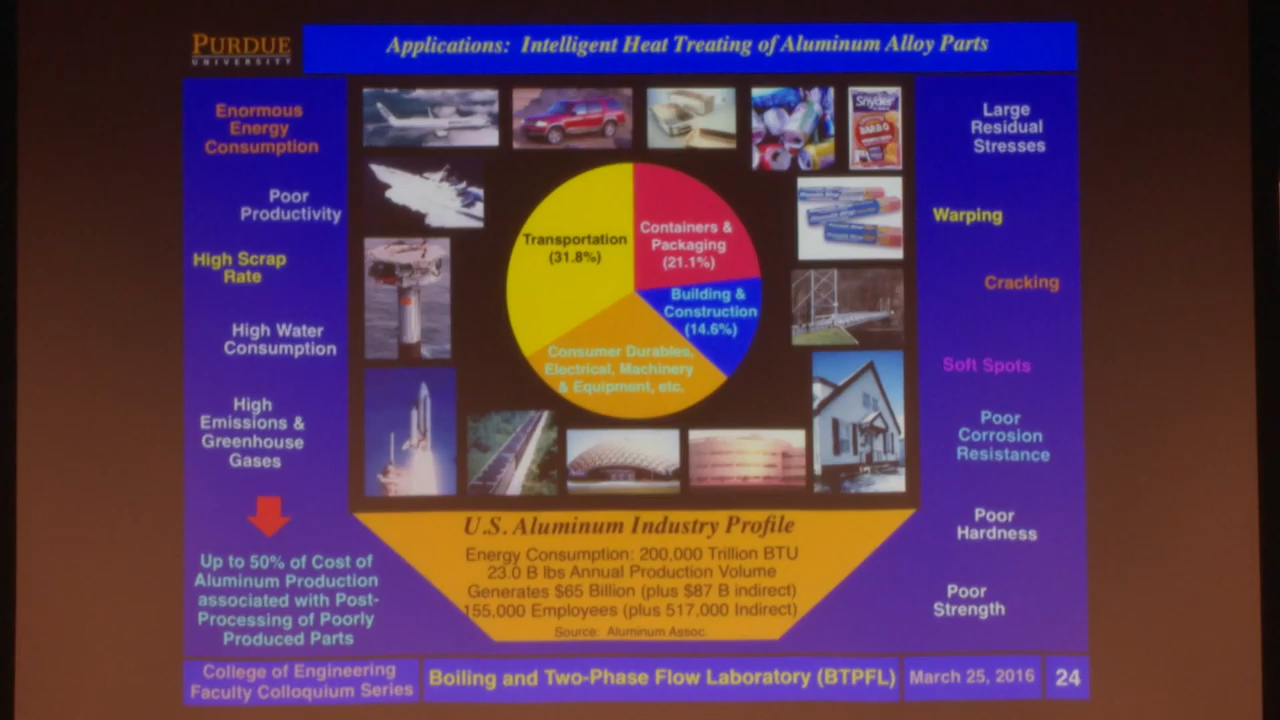 PURDUE
UNIVERSITY
Applications: Intelligent Heat Treating of Aluminum Alloy Parts
Enormous
Energy
Consumption
Poor
Productivity
High Scrap
Rate
High Water
Consumption
High
Emissions &
Greenhouse
Gases
Up to 50% of Cost of
Aluminum Production
associated with Post-
Processing of Poorly
Produced Parts
Snyder
BARBQ
Transportation
(31.8%)
Containers &
Packaging
(21.1%)
Building &
Construction
(14.6%)
Consumer Durables,
Electrical, Machinery
& Equipment, etc.
U.S. Aluminum Industry Profile
Energy Consumption: 200,000 Trillion BTU
23.0 B lbs Annual Production Volume
Generates $65 Billion (plus $87 B indirect)
155,000 Employees (plus 517,000 Indirect)
Source: Aluminum Assoc.
Large
Residual
Stresses
Warping
Cracking
Soft Spots
Poor
Corrosion
Resistance
Poor
Hardness
Poor
Strength
College of Engineering
Faculty Colloquium Series
Boiling and Two-Phase Flow Laboratory (BTPFL)
March 25, 2016
24